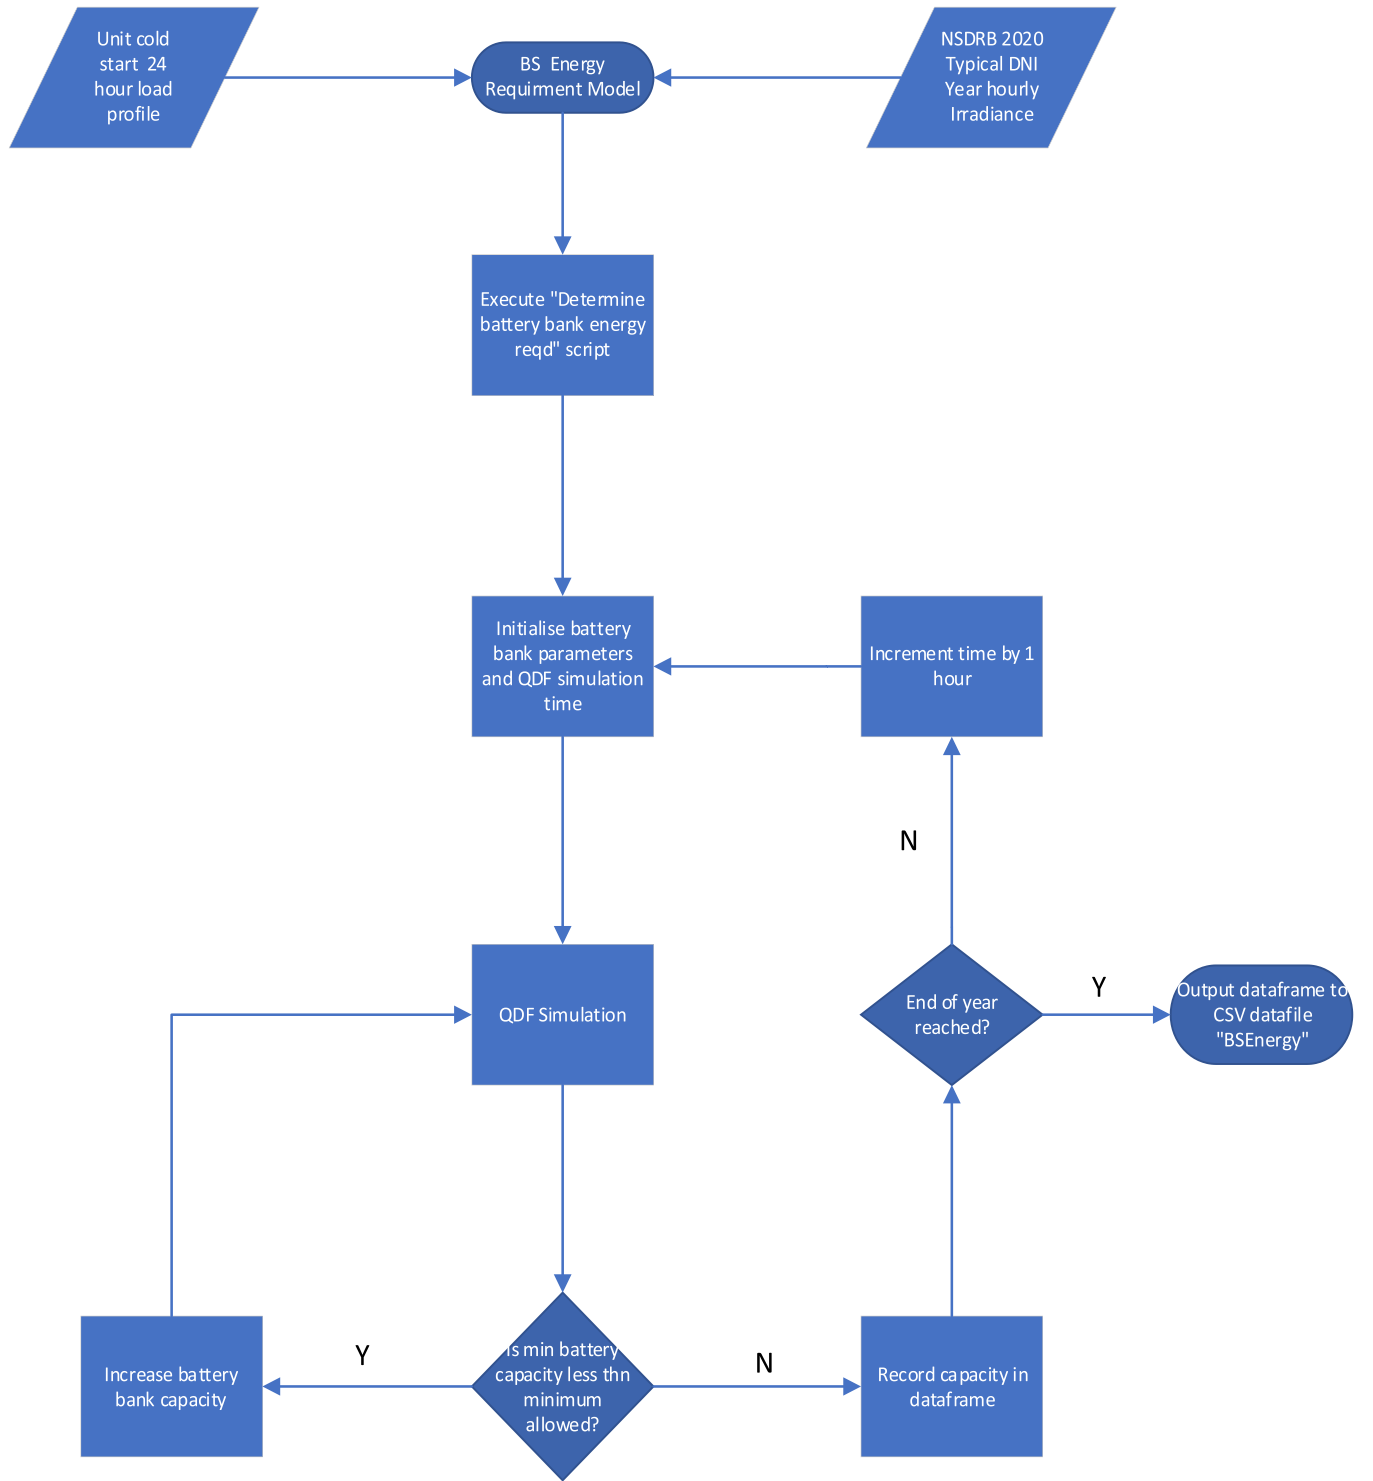 Unit cold
start  24
hour load
profile
BS  Energy
Requirment Model
NSDRB 2020
Typical DNI
Year hourly
Irradiance
Execute "Determine
battery bank energy
reqd" script
Initialise battery
bank parameters
and QDF simulation
time
Increment time by 1
hour
N
QDF Simulation
End of year
reached?
Y
Output dataframe to
CSV datafile
"BSEnergy"
Increase battery
bank capacity
Y
Is min battery
capacity less thn
minimum
allowed?
N
Record capacity in
dataframe